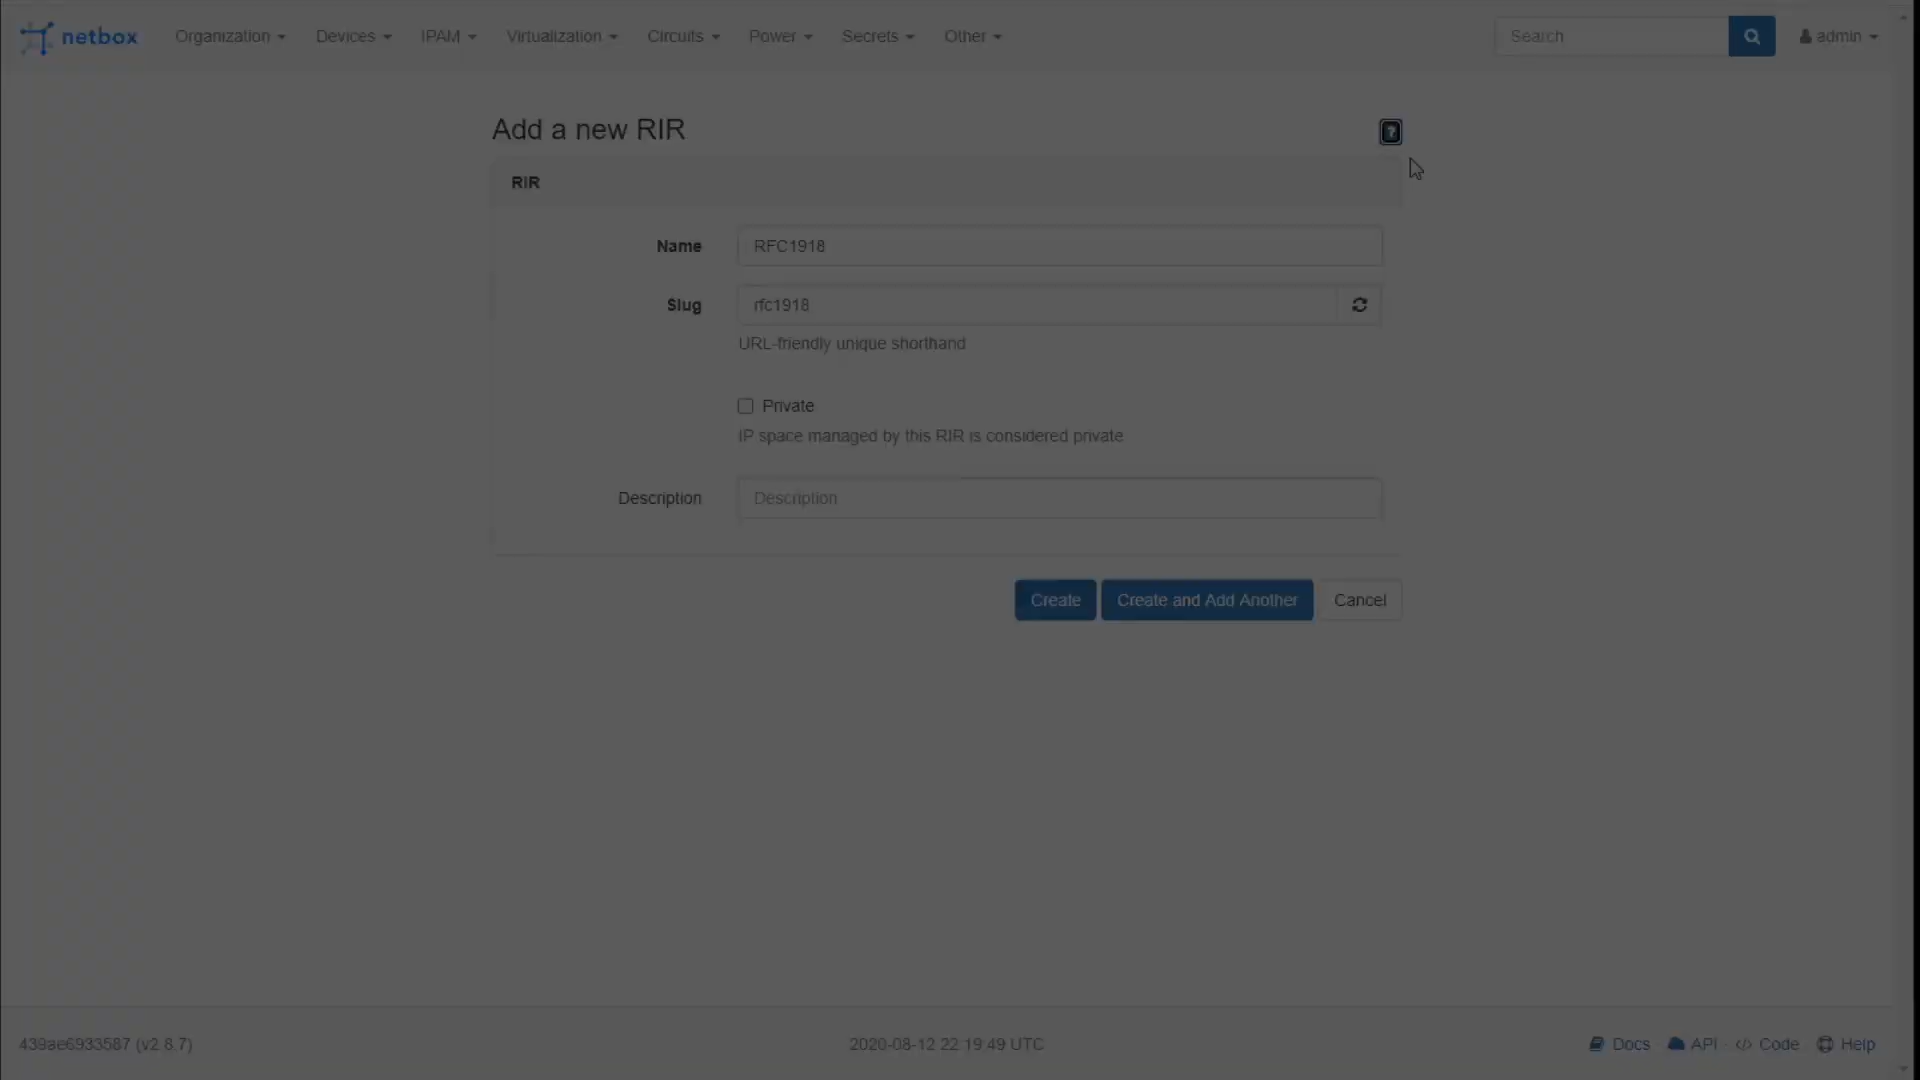 netbox Organization Devices IPAM Virtualization Circuits Power Secrets Other Search admin
Add a new RIR ?
RIR
Name RFC1918
Slug rfc1918
URL-friendly unique shorthand
Private
IP space managed by this RIR is considered private
Description Description
Create Create and Add Another Cancel
439ae6933587 (v2.8.7) 2020-08-12 22:19:49 UTC Docs · API · </> Code · Help